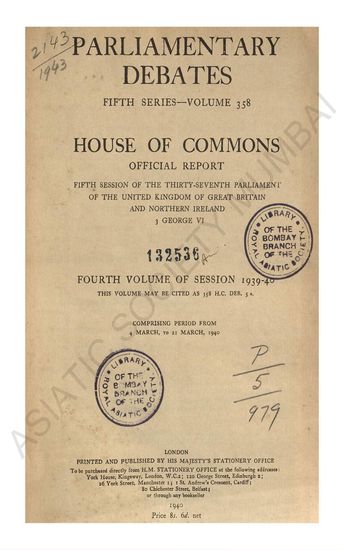 2143
1943
PARLIAMENTARY
DEBATES
FIFTH SERIES—VOLUME 358
HOUSE OF COMMONS
OFFICIAL REPORT
FIFTH SESSION OF THE THIRTY-SEVENTH PARLIAMENT
OF THE UNITED KINGDOM OF GREAT BRITAIN
AND NORTHERN IRELAND
3 GEORGE VI
LIBRARY
OF THE
BOMBAY
BRANCH
OF THE
ROYAL ASIATIC SOCIETY
132536
FOURTH VOLUME OF SESSION 1939-40
THIS VOLUME MAY BE CITED AS 358 H.C. DEB. 5 s.
COMPRISING PERIOD FROM
4 MARCH, TO 21 MARCH, 1940
LIBRARY
OF THE
BOMBAY
BRANCH
OF THE
ROYAL ASIATIC SOCIETY
P
5
979
LONDON
PRINTED AND PUBLISHED BY HIS MAJESTY'S STATIONERY OFFICE
To be purchased directly from H.M. STATIONERY OFFICE at the following addresses:
York House, Kingsway, London, W.C.2; 120 George Street, Edinburgh 2;
26 York Street, Manchester 1; 1 St. Andrew's Crescent, Cardiff;
80 Chichester Street, Belfast;
or through any bookseller
1940
Price 8s. 6d. net
ASIATIC SOCIETY MUMBAI